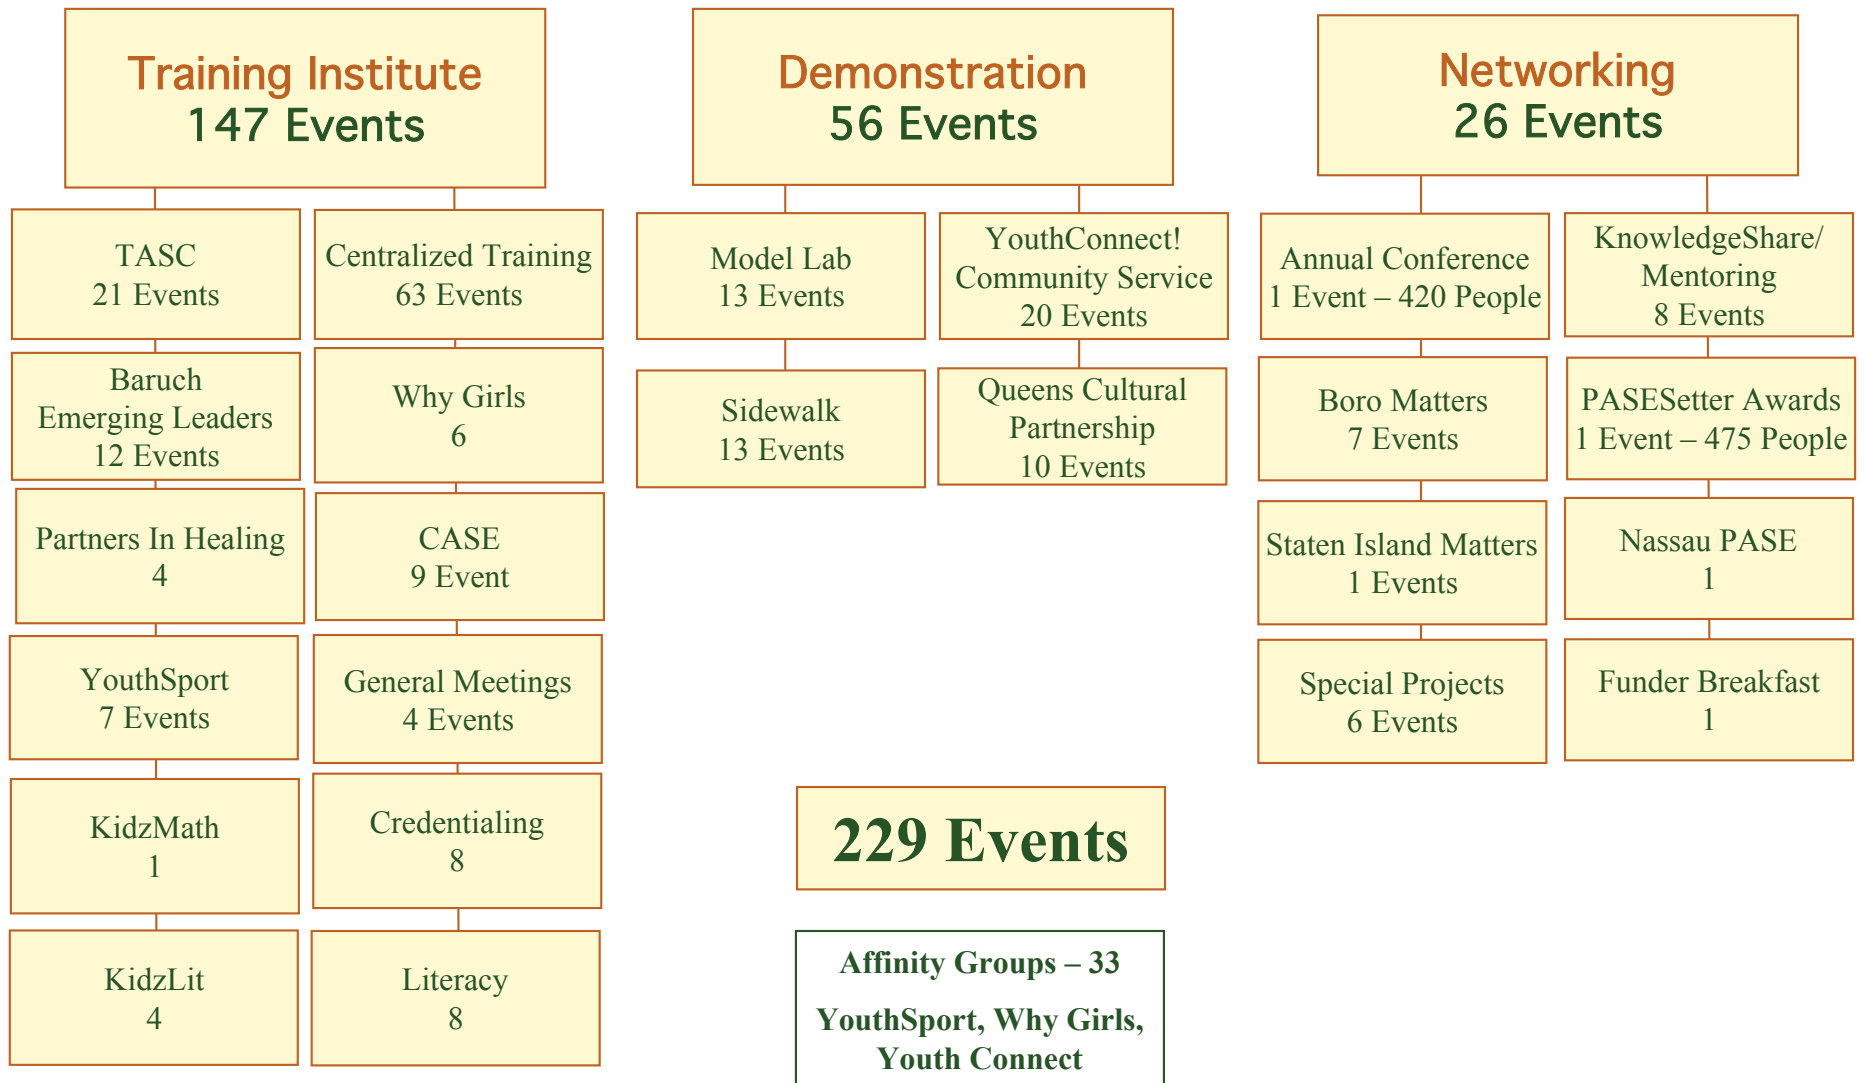 Training Institute
147 Events
TASC
21 Events
Centralized Training
63 Events
Baruch
Emerging Leaders
12 Events
Why Girls
6
Partners In Healing
4
CASE
9 Event
YouthSport
7 Events
General Meetings
4 Events
KidzMath
1
Credentialing
8
KidzLit
4
Literacy
8
Demonstration
56 Events
Model Lab
13 Events
YouthConnect!
Community Service
20 Events
Sidewalk
13 Events
Queens Cultural
Partnership
10 Events
Networking
26 Events
Annual Conference
1 Event – 420 People
KnowledgeShare/
Mentoring
8 Events
Boro Matters
7 Events
PASESetter Awards
1 Event – 475 People
Staten Island Matters
1 Events
Nassau PASE
1
Special Projects
6 Events
Funder Breakfast
1
229 Events
Affinity Groups – 33
YouthSport, Why Girls,
Youth Connect